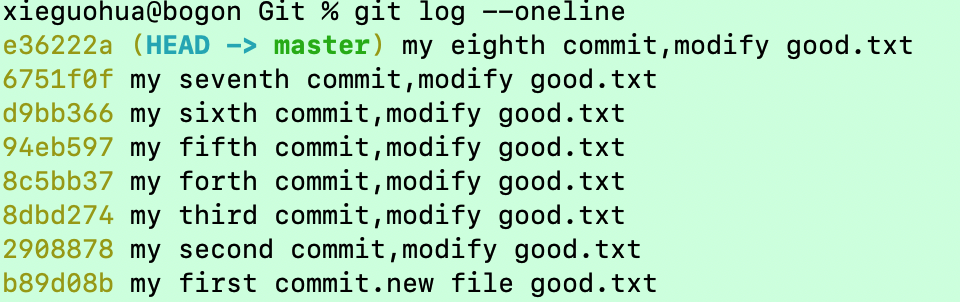 xieguohua@bogon Git % git log --oneline
e36222a (HEAD -> master) my eighth commit,modify good.txt
6751f0f my seventh commit,modify good.txt
d9bb366 my sixth commit,modify good.txt
94eb597 my fifth commit,modify good.txt
8c5bb37 my forth commit,modify good.txt
8dbd274 my third commit,modify good.txt
2908878 my second commit,modify good.txt
b89d08b my first commit.new file good.txt